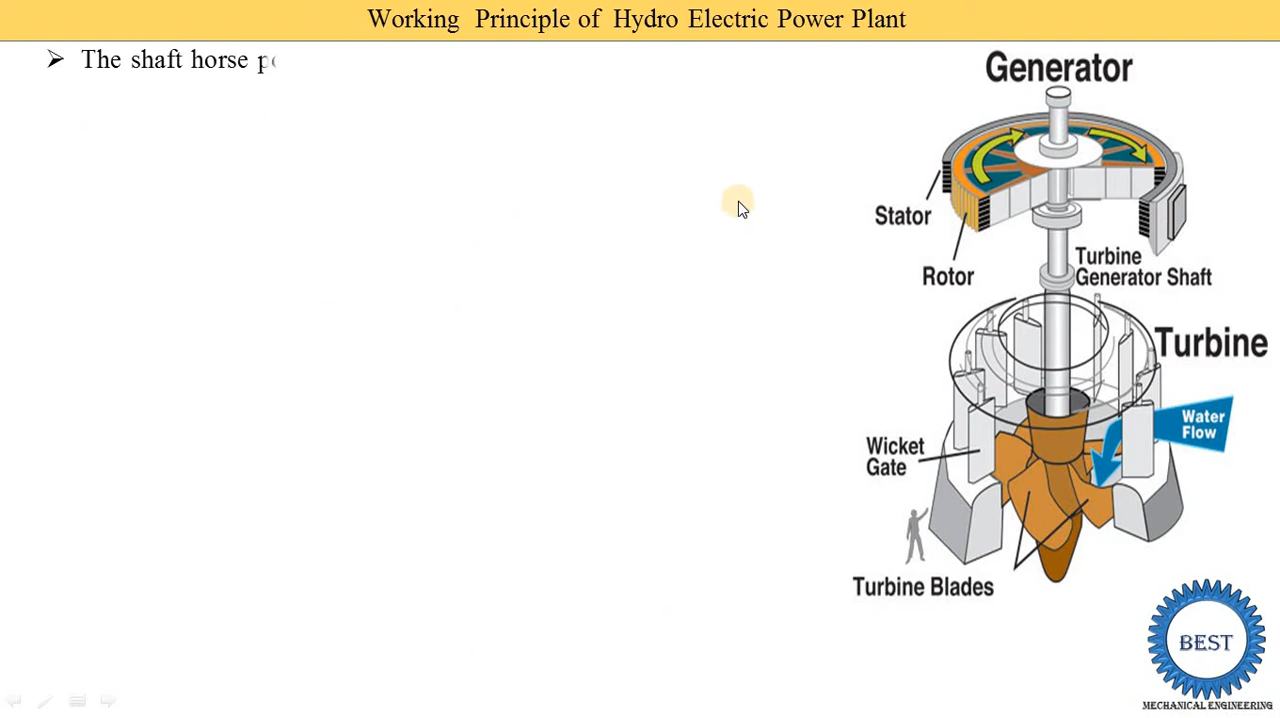 Working Principle of Hydro Electric Power Plant
➢ The shaft horse
Generator
Stator
Rotor
Turbine
Generator Shaft
Turbine
Water
Flow
Wicket
Gate
Turbine Blades
BEST
MECHANICAL ENGINEERING